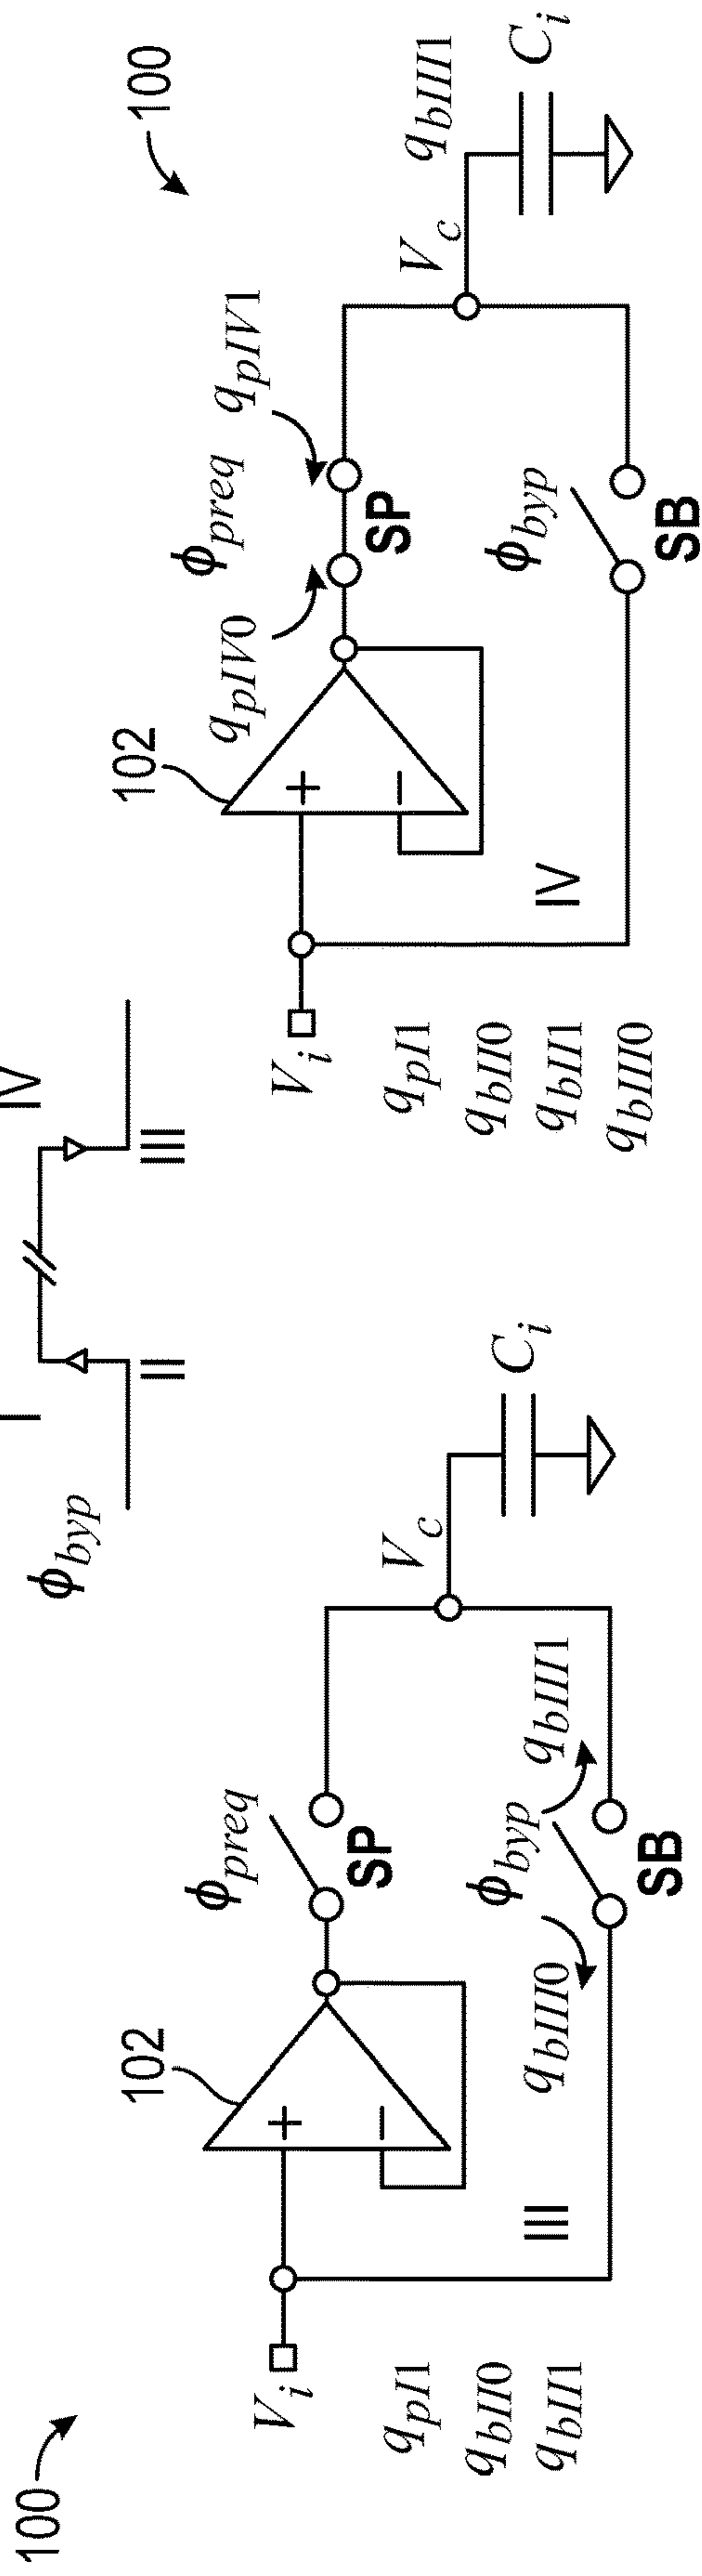 I
IV
ϕbyp
II
III
100
102
ϕpreq
SP
Vi
Vc
Ci
III
ϕbyp
qbIII0
qbIII1
SB
qpI1
qbII0
qbII1
100
102
qpIV0
ϕpreq
qpIV1
SP
Vi
Vc
qbIII1
Ci
IV
ϕbyp
SB
qpI1
qbII0
qbII1
qbIII0